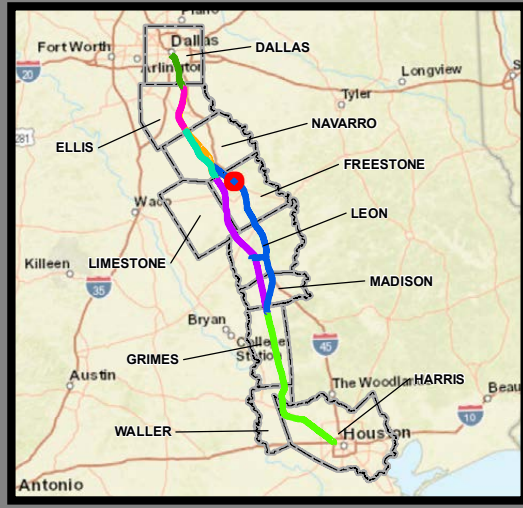 Plano
Fort Worth
Dallas
DALLAS
Arlington
20
Longview
Tyler
NAVARRO
281
ELLIS
FREESTONE
Waco
LEON
Killeen
LIMESTONE
MADISON
35
Bryan
College
Station
45
GRIMES
Austin
The Woodlan
HARRIS
Beau
10
WALLER
Houston
Antonio